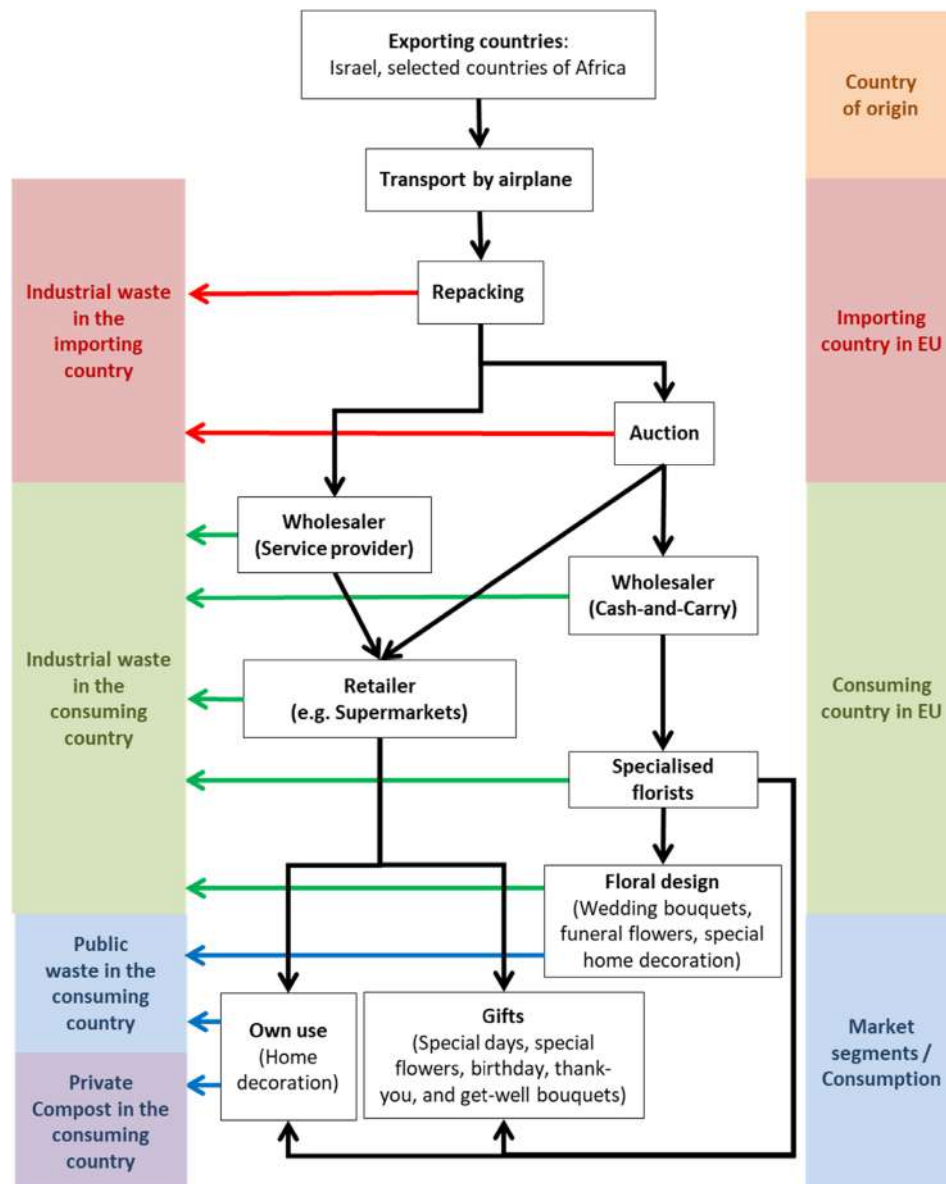 Exporting countries:
Israel, selected countries of Africa
Country
of origin
Transport by airplane
Repacking
Industrial waste
in the
importing
country
Importing
country in EU
Auction
Wholesaler
(Service provider)
Wholesaler
(Cash-and-Carry)
Industrial waste
in the
consuming
country
Retailer
(e.g. Supermarkets)
Consuming
country in EU
Specialised
florists
Floral design
(Wedding bouquets,
funeral flowers, special
home decoration)
Public
waste in the
consuming
country
Own use
(Home
decoration)
Gifts
(Special days, special
flowers, birthday, thank-
you, and get-well bouquets)
Market
segments /
Consumption
Private
Compost in the
consuming
country